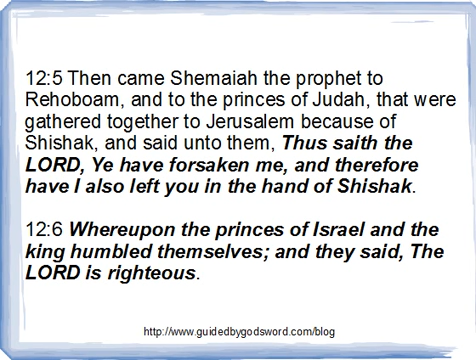 12:5 Then came Shemaiah the prophet to
Rehoboam, and to the princes of Judah, that were
gathered together to Jerusalem because of
Shishak, and said unto them, Thus saith the
LORD, Ye have forsaken me, and therefore
have I also left you in the hand of Shishak.
12:6 Whereupon the princes of Israel and the
king humbled themselves; and they said, The
LORD is righteous.
http://www.guidedbygodsword.com/blog